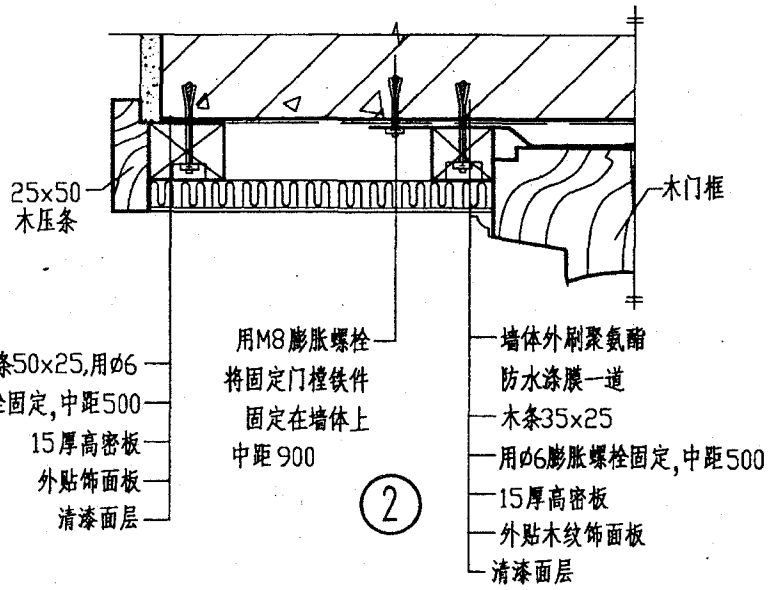 25x50
木压条
木门框
条50x25,用Ø6
固定,中距500
15厚高密板
外贴饰面板
清漆面层
用M8膨胀螺栓
将固定门樘铁件
固定在墙体上
中距900
墙体外刷聚氨酯
防水涤膜一道
木条35x25
用Ø6膨胀螺栓固定,中距500
15厚高密板
外贴木纹饰面板
清漆面层
2